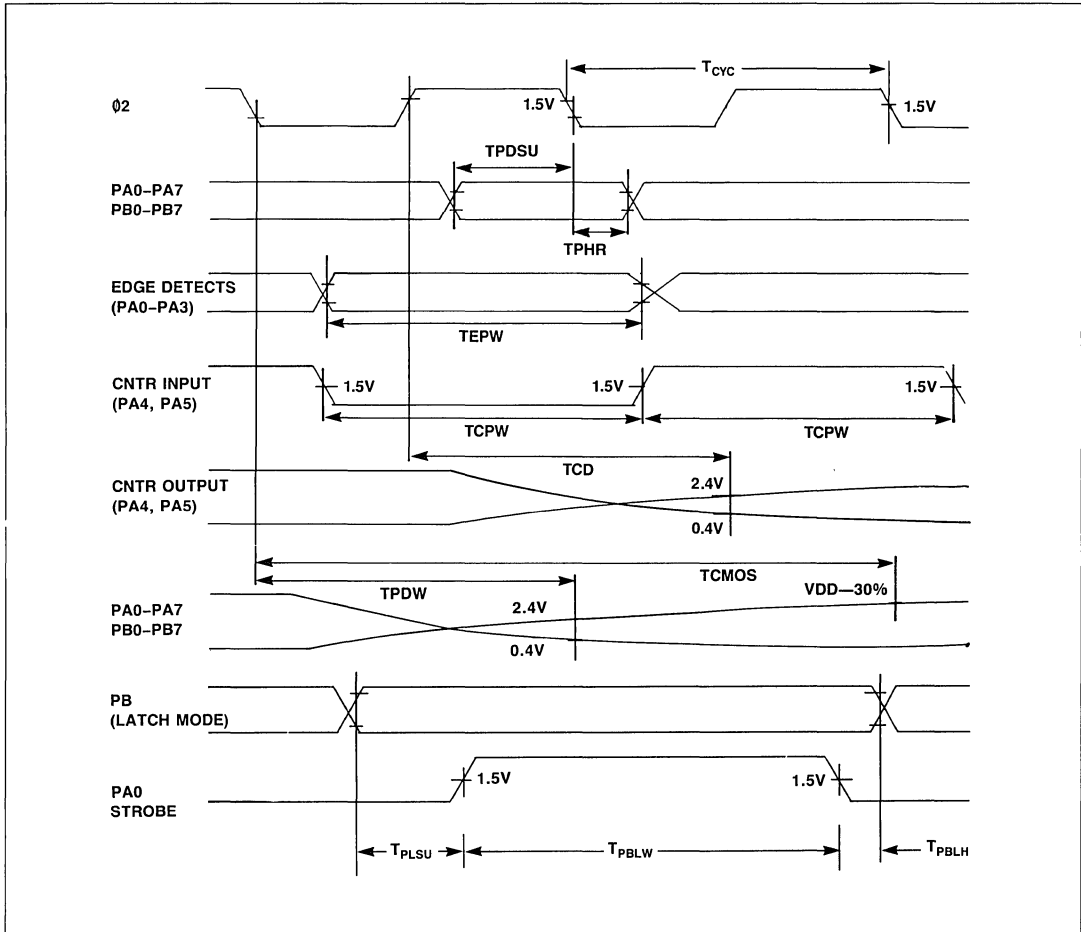 T_CYC
ϕ2
1.5V
1.5V
TPDSU
PA0–PA7
PB0–PB7
TPHR
EDGE DETECTS
(PA0–PA3)
TEPW
CNTR INPUT
(PA4, PA5)
1.5V
1.5V
1.5V
TCPW
TCPW
TCD
CNTR OUTPUT
(PA4, PA5)
2.4V
0.4V
TCMOS
TPDW
VDD—30%
PA0–PA7
PB0–PB7
2.4V
0.4V
PB
(LATCH MODE)
1.5V
1.5V
PA0
STROBE
T_PLSU
T_PBLW
T_PBLH